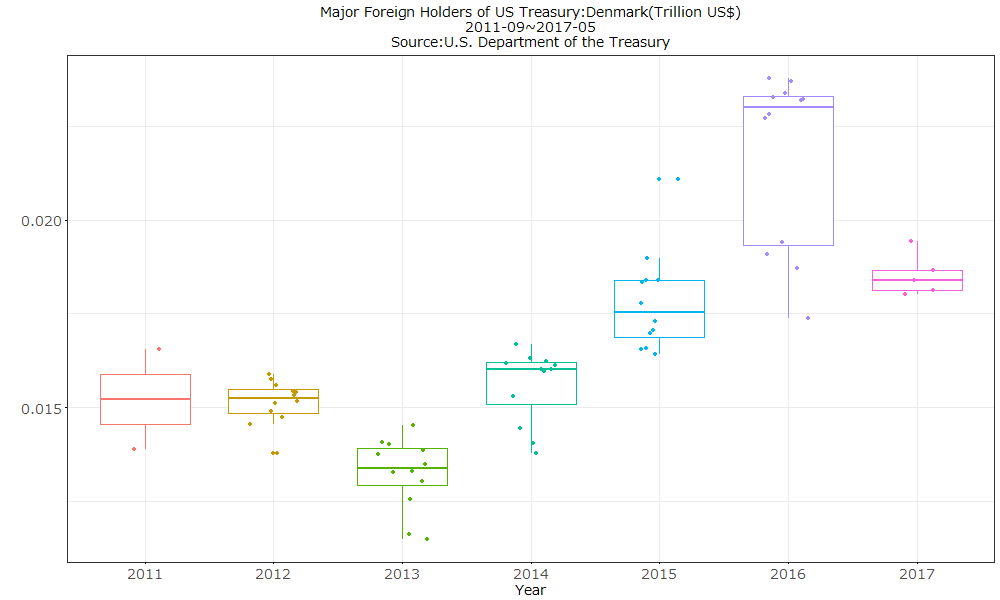 Major Foreign Holders of US Treasury:Denmark(Trillion US$)
2011-09~2017-05
Source:U.S. Department of the Treasury
0.020
0.015
2011 2012 2013 2014 2015 2016 2017
Year